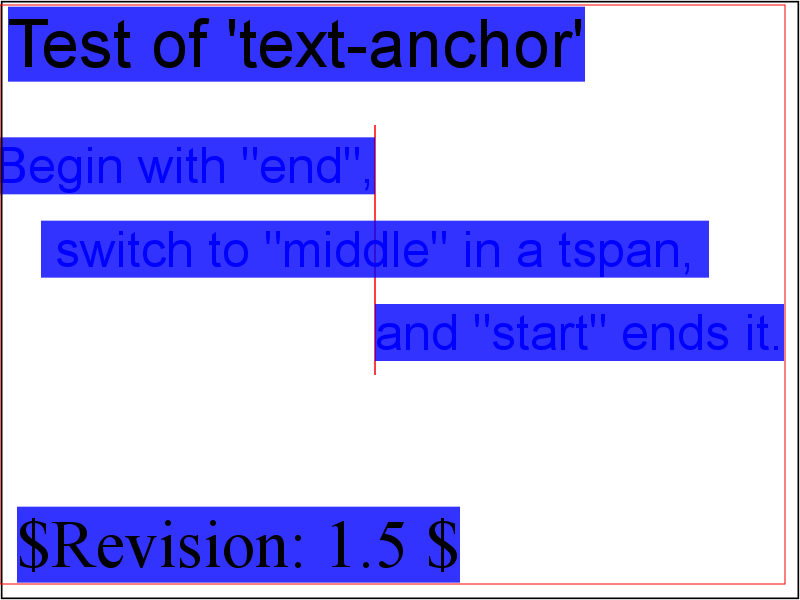 Test of 'text-anchor'
Begin with "end",
switch to "middle" in a tspan,
and "start" ends it.
$Revision: 1.5 $